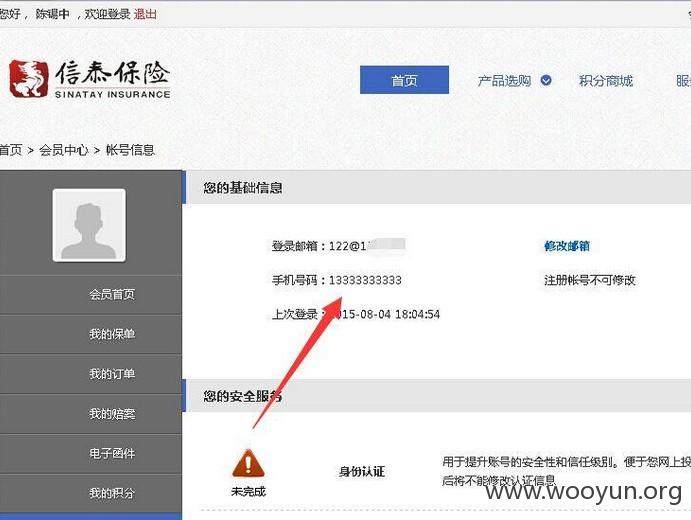 您好， 陈锡中 ，欢迎登录 退出
信泰保险
SINATAY INSURANCE
首页 产品选购 积分商城
首页 > 会员中心 > 帐号信息
您的基础信息
登录邮箱：122@1 修改邮箱
手机号码：13333333333 注册帐号不可修改
上次登录： 015-08-04 18:04:54
会员首页
我的保单
我的订单
我的赔案
电子函件
我的积分
您的安全服务
未完成
身份认证
用于提升账号的安全性和信任级别。便于您网上投
后将不能修改认证信息
www.wooyun.org